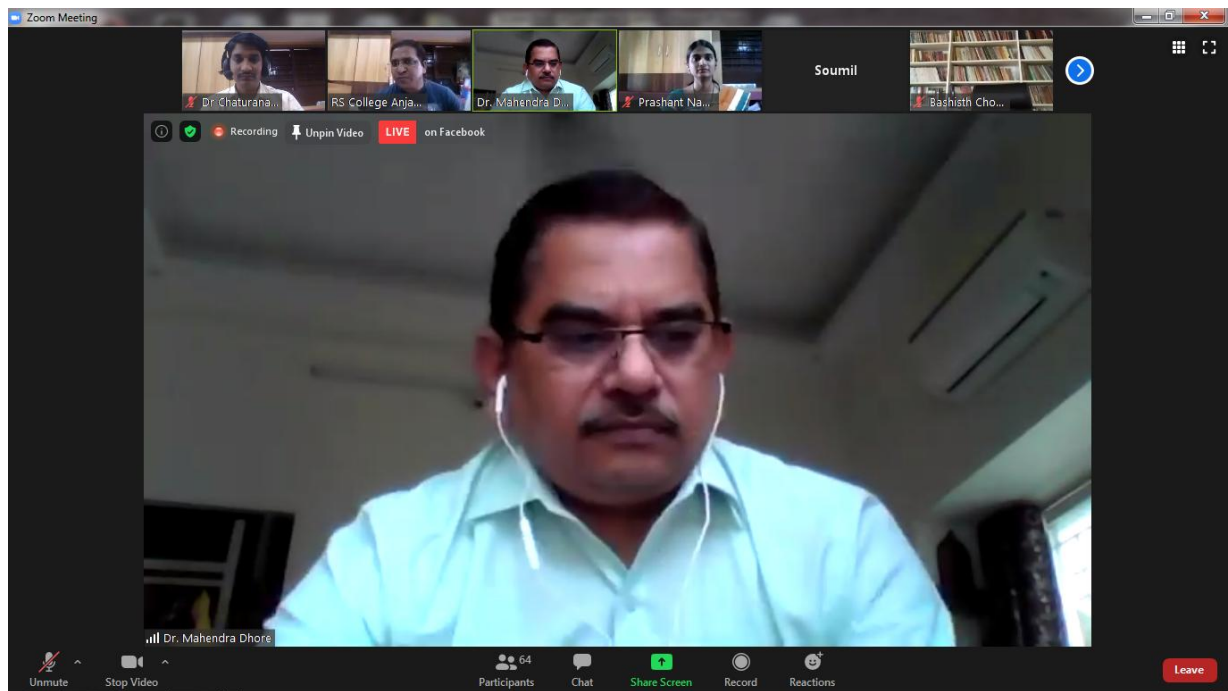 Zoom Meeting
Dr Chaturana...
RS College Anja...
Dr. Mahendra D...
Prashant Na...
Soumil
Bashisth Cho...
Recording
Unpin Video
LIVE on Facebook
Dr. Mahendra Dhore
Unmute
Stop Video
64
Participants
Chat
Share Screen
Record
Reactions
Leave